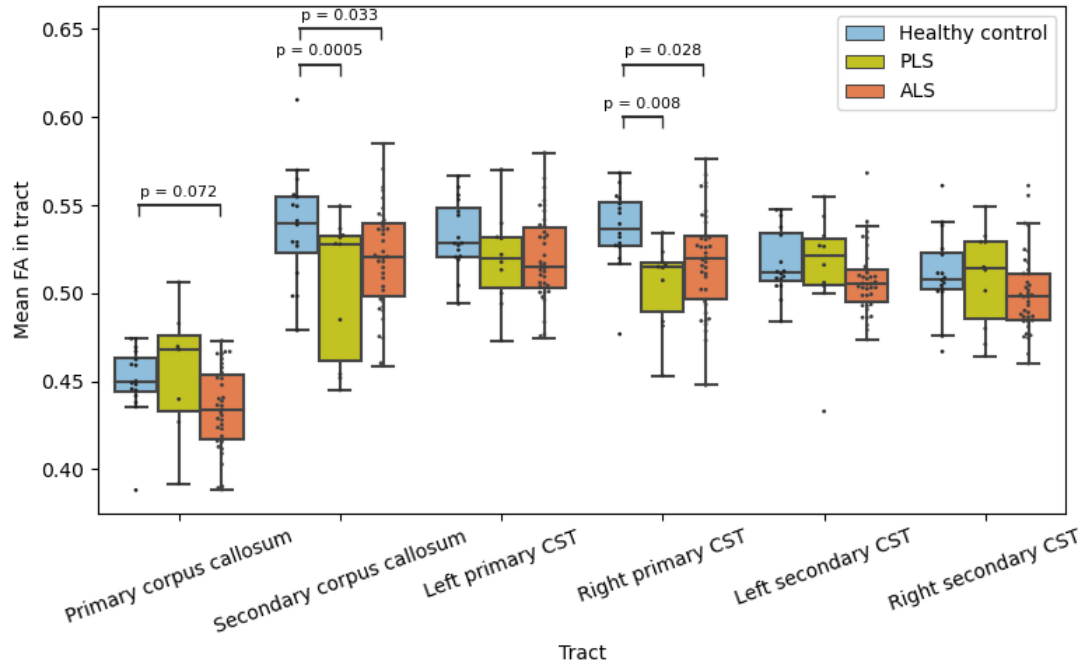 p = 0.033
p = 0.0005
p = 0.028
p = 0.008
p = 0.072
Healthy control
PLS
ALS
Mean FA in tract
0.65
0.60
0.55
0.50
0.45
0.40
Primary corpus callosum
Secondary corpus callosum
Left primary CST
Right primary CST
Left secondary CST
Right secondary CST
Tract